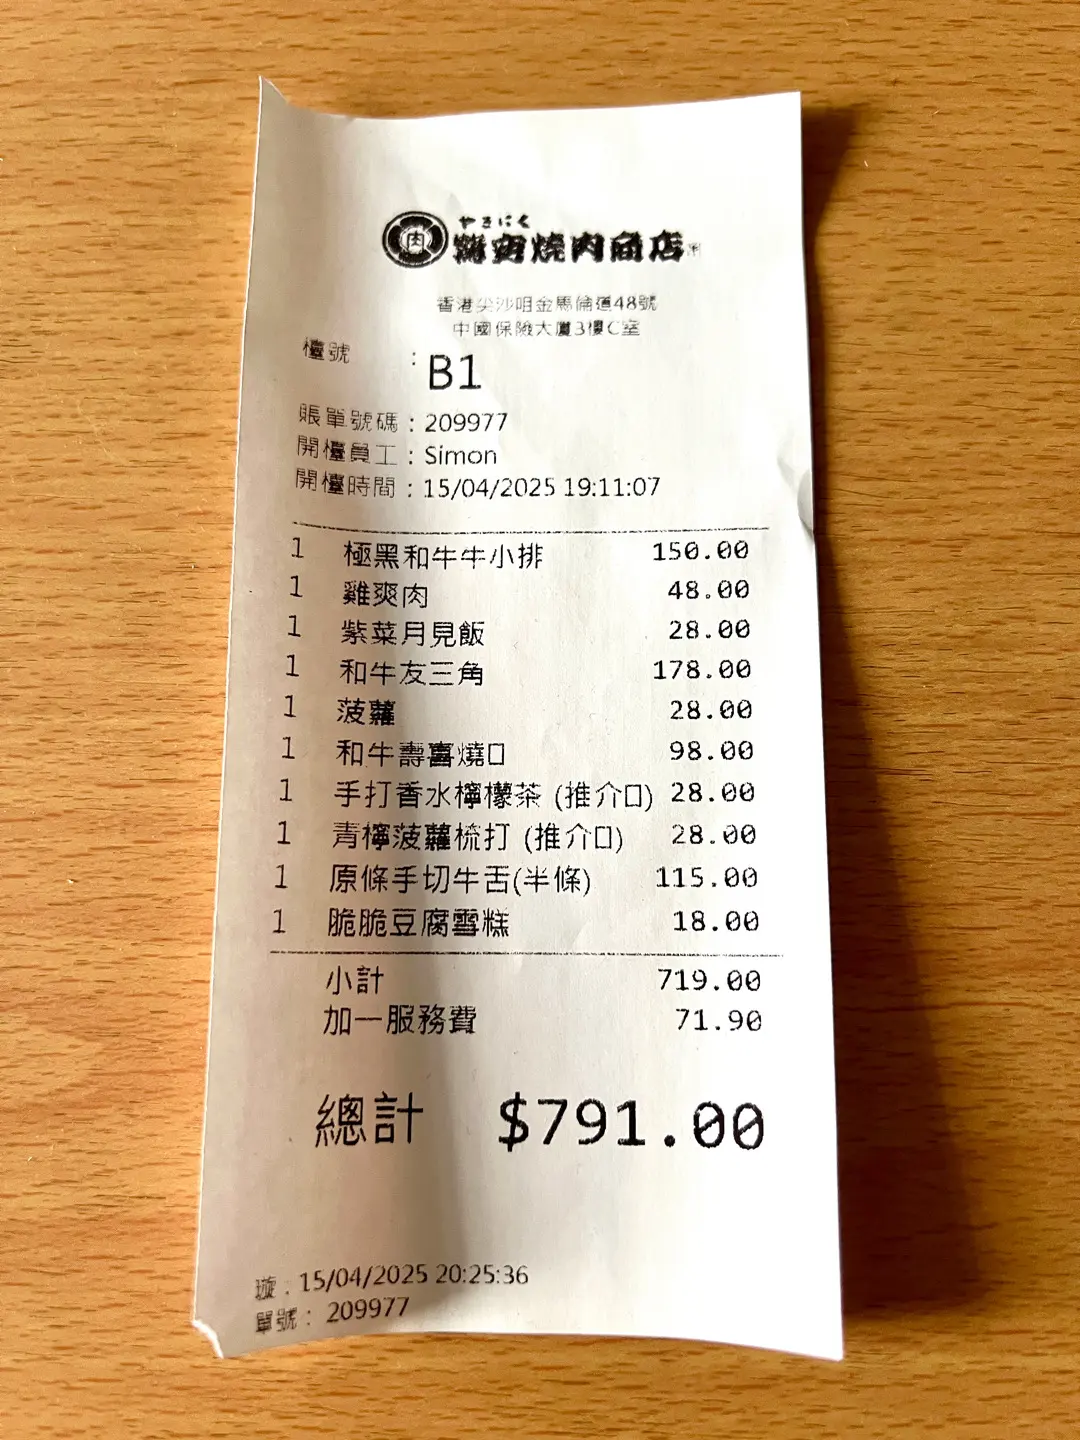 肉
やきにく
燒肉商店
香港尖沙咀金馬倫道48號
中國保險大廈3樓C室
檯號 : B1
賬單號碼 : 209977
開檯員工 : Simon
開檯時間 : 15/04/2025 19:11:07
1 極黑和牛牛小排 150.00
1 雞爽肉 48.00
1 紫菜月見飯 28.00
1 和牛友三角 178.00
1 菠蘿 28.00
1 和牛壽喜燒口 98.00
1 手打香水檸檬茶 (推介口) 28.00
1 青檸菠蘿梳打 (推介口) 28.00
1 原條手切牛舌(半條) 115.00
1 脆脆豆腐雪糕 18.00
小計 719.00
加一服務費 71.90
總計 $791.00
璇 : 15/04/2025 20:25:36
單號 : 209977